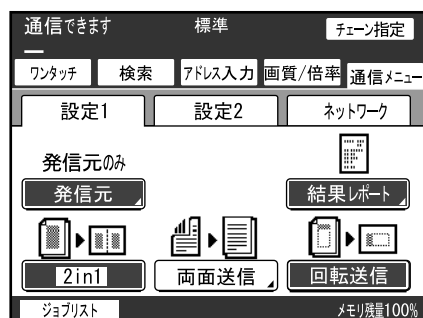 通信できます 標準 チェーン指定
ワンタッチ 検索 アドレス入力 画質/倍率 通信メニュー
設定1 設定2 ネットワーク
発信元のみ
発信元 結果レポート
2in1 両面送信 回転送信
ジョブリスト メモリ残量100%